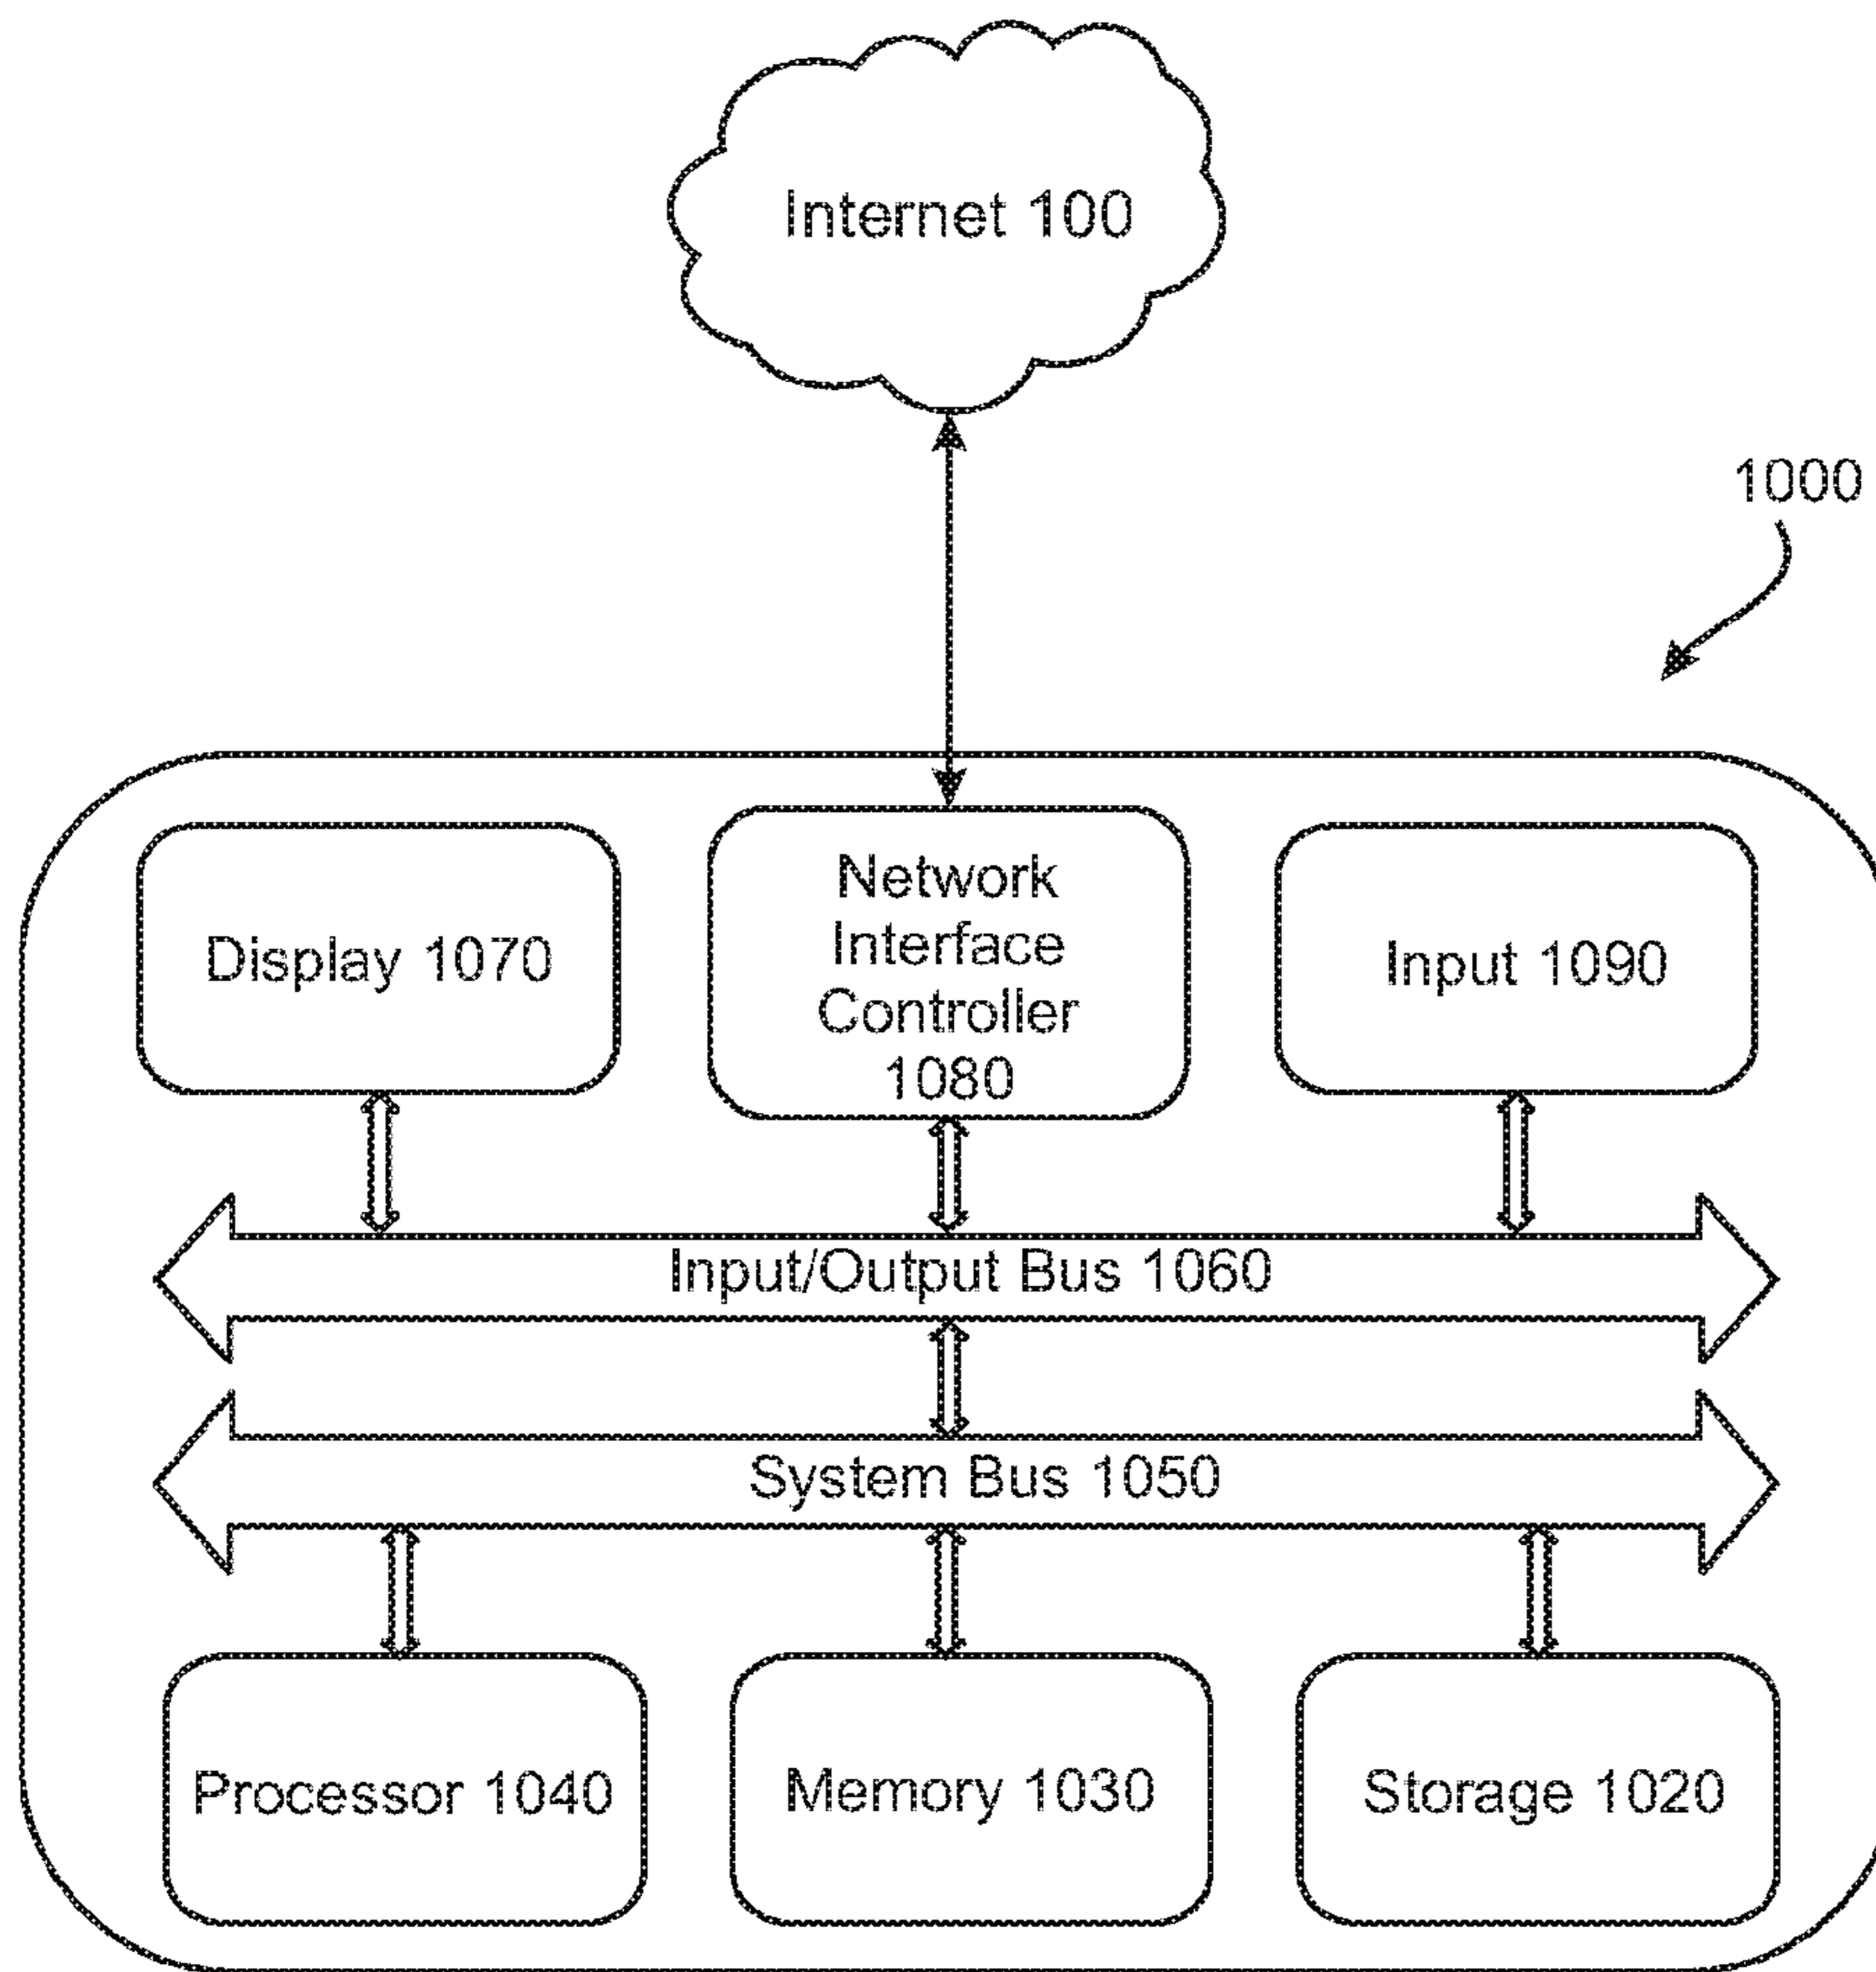 Internet 100
1000
Display 1070
Network
Interface
Controller
1080
Input 1090
Input/Output Bus 1060
System Bus 1050
Processor 1040
Memory 1030
Storage 1020